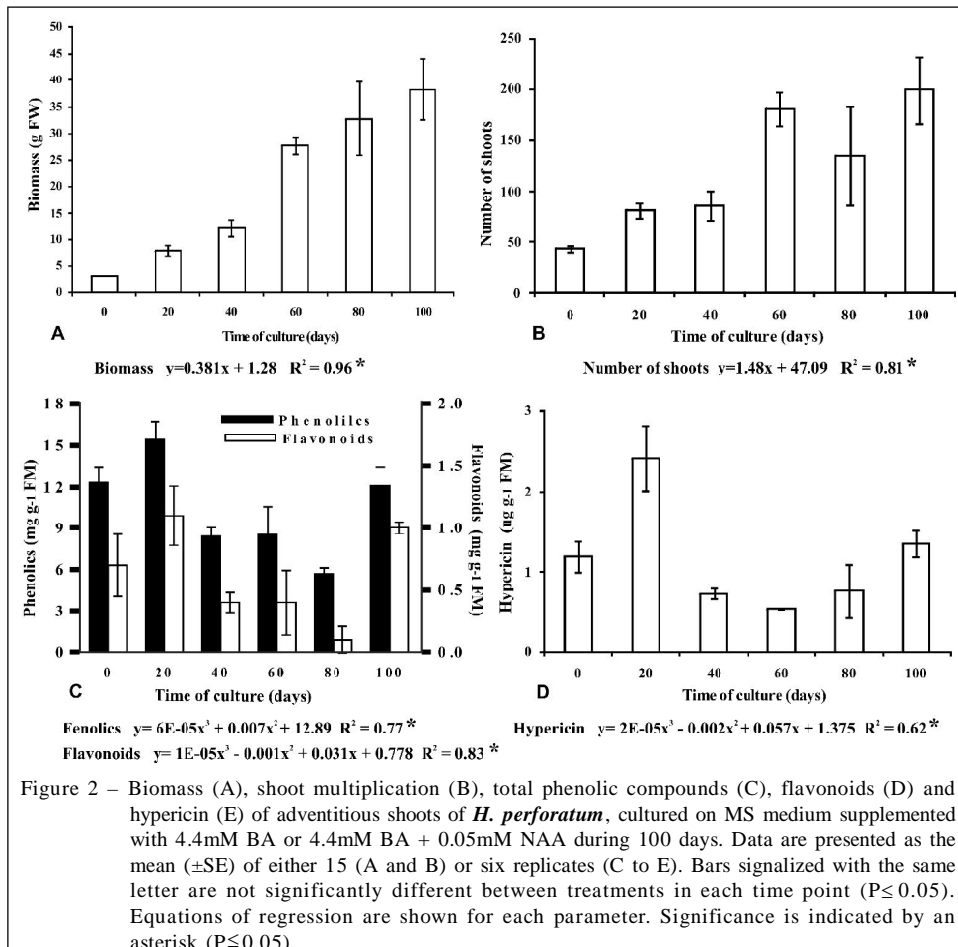 50
45
40
35
30
25
20
15
10
5
0
Biomass (g FW)
0 20 40 60 80 100
A Time of culture (days)
Biomass y=0.381x + 1.28 R² = 0.96 *
250
200
150
100
50
0
Number of shoots
0 20 40 60 80 100
B Time of culture (days)
Number of shoots y=1.48x + 47.09 R² = 0.81 *
18
15
12
9
6
3
0
Phenolics (mg g-1 FM)
Phenolilcs
Flavonoids
2.0
1.5
1.0
0.5
0.0
Flavonoids (mg g-1 FM)
0 20 40 60 80 100
C Time of culture (days)
Fenolics y= 6E-05x³ + 0.007x² + 12.89 R² = 0.77 *
Flavonoids y= 1E-05x³ - 0.001x² + 0.031x + 0.778 R² = 0.83 *
3
2
1
0
Hypericin (ug g-1 FM)
0 20 40 60 80 100
D Time of culture (days)
Hypericin y= 2E-05x³ - 0.002x² + 0.057x + 1.375 R² = 0.62 *
Figure 2 – Biomass (A), shoot multiplication (B), total phenolic compounds (C), flavonoids (D) and
hypericin (E) of adventitious shoots of H. perforatum, cultured on MS medium supplemented
with 4.4mM BA or 4.4mM BA + 0.05mM NAA during 100 days. Data are presented as the
mean (±SE) of either 15 (A and B) or six replicates (C to E). Bars signalized with the same
letter are not significantly different between treatments in each time point (P≤ 0.05).
Equations of regression are shown for each parameter. Significance is indicated by an
asterisk (P≤0.05)